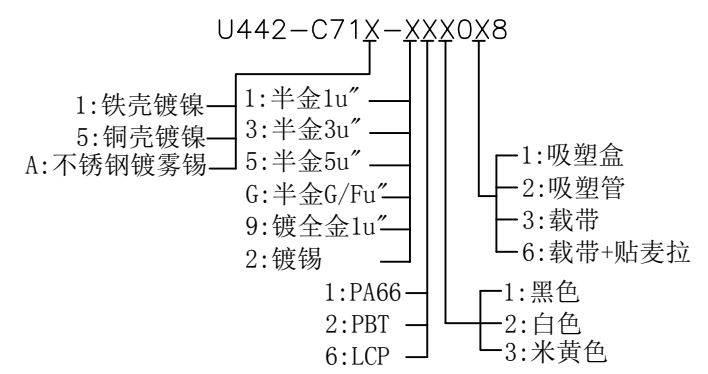 U442-C71X-XXX0X8
1:铁壳镀镍
5:铜壳镀镍
A:不锈钢镀雾锡
1:半金1u"
3:半金3u"
5:半金5u"
G:半金G/Fu"
9:镀全金1u"
2:镀锡
1:PA66
2:PBT
6:LCP
1:黑色
2:白色
3:米黄色
1:吸塑盒
2:吸塑管
3:载带
6:载带+贴麦拉